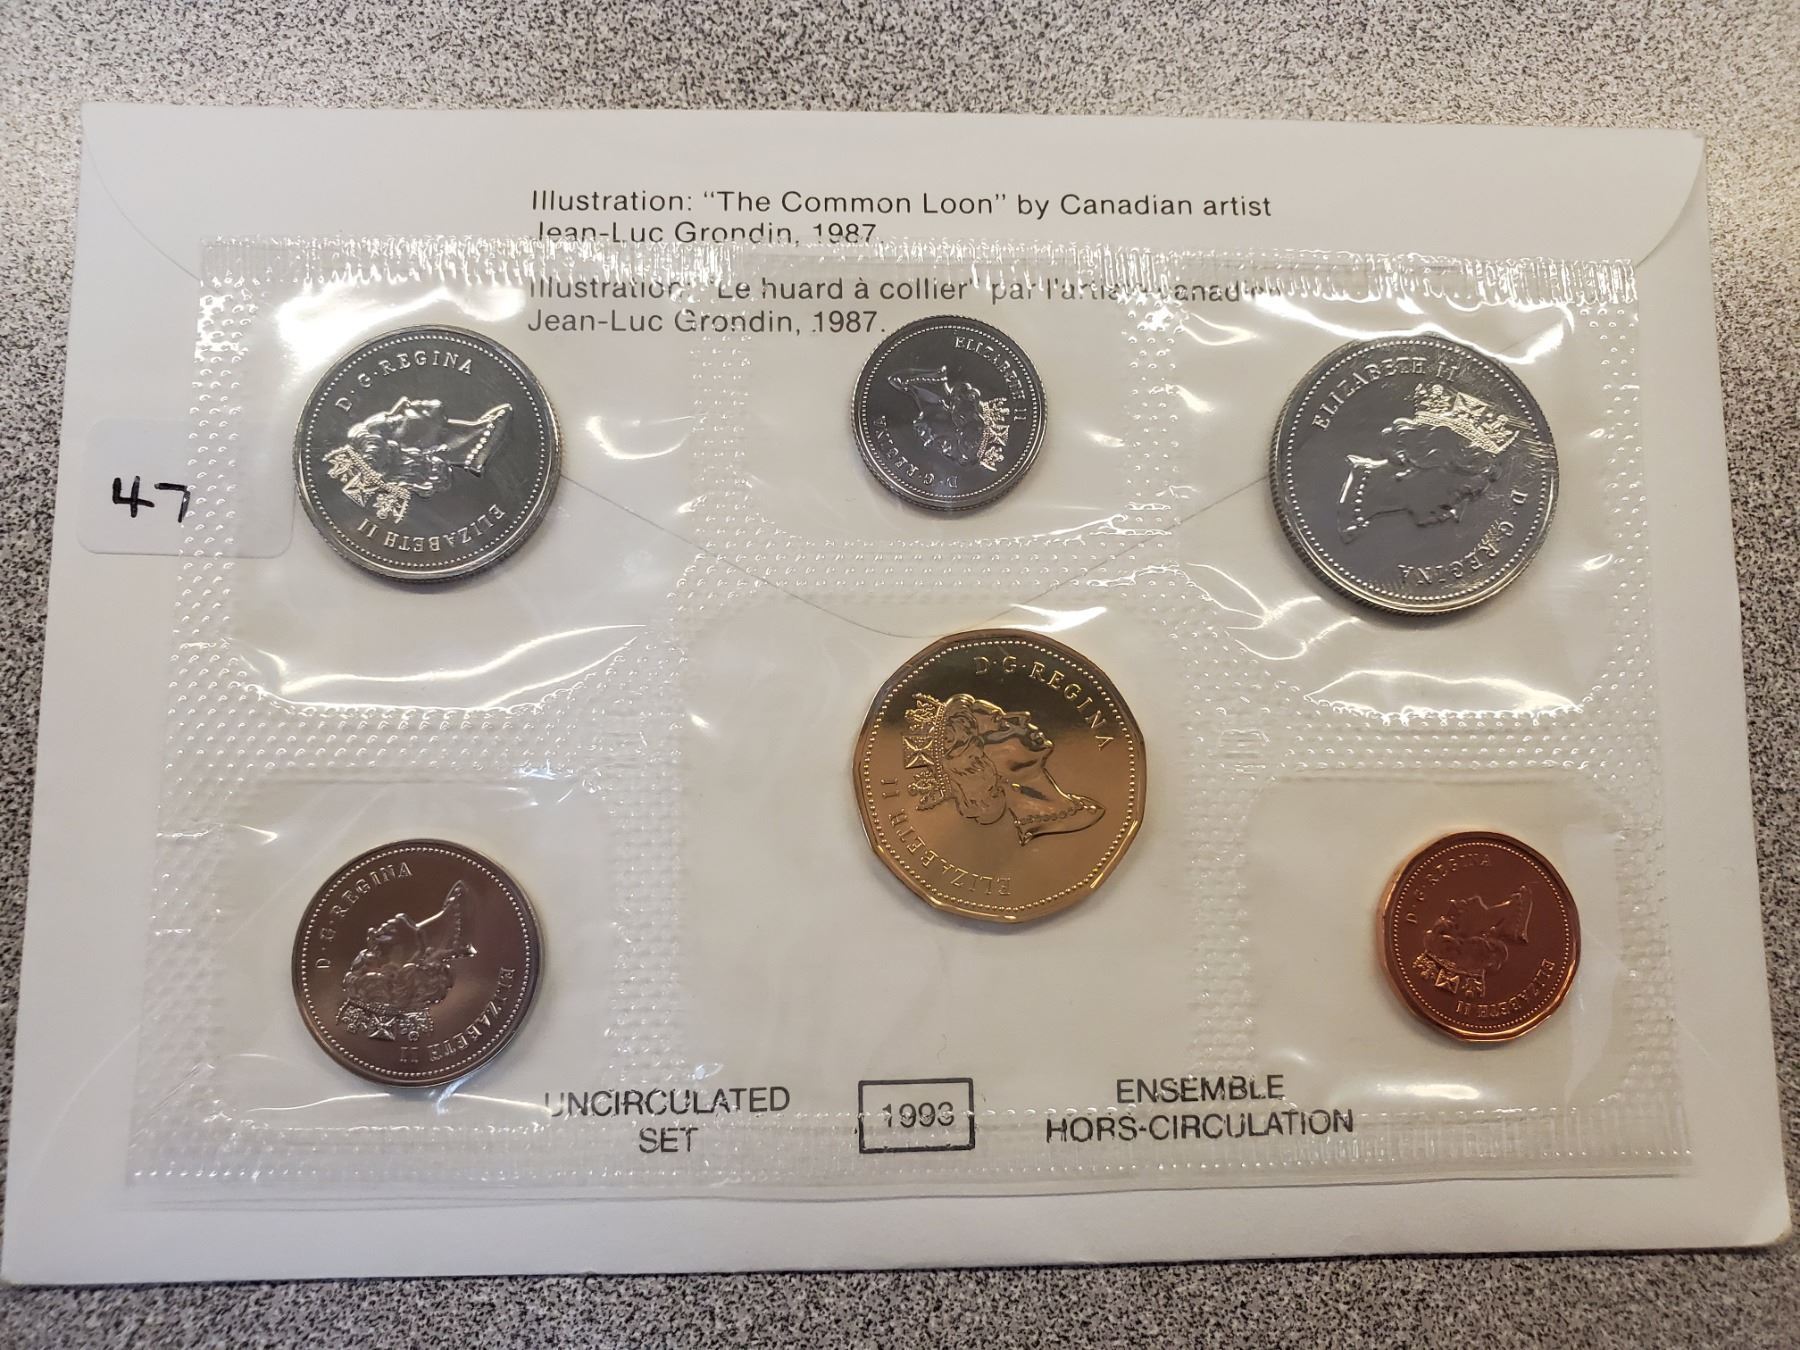 Illustration: "The Common Loon" by Canadian artist
Jean-Luc Grondin, 1987.
Illustration: "Le huard à collier" par l'artiste canadien
Jean-Luc Grondin, 1987.
47
ELIZABETH II D·G·REGINA
ELIZABETH II D·G·REGINA
ELIZABETH II D·G·REGINA
ELIZABETH II D·G·REGINA
ELIZABETH II D·G·REGINA
ELIZABETH II D·G·REGINA
UNCIRCULATED
SET
1993
ENSEMBLE
HORS-CIRCULATION